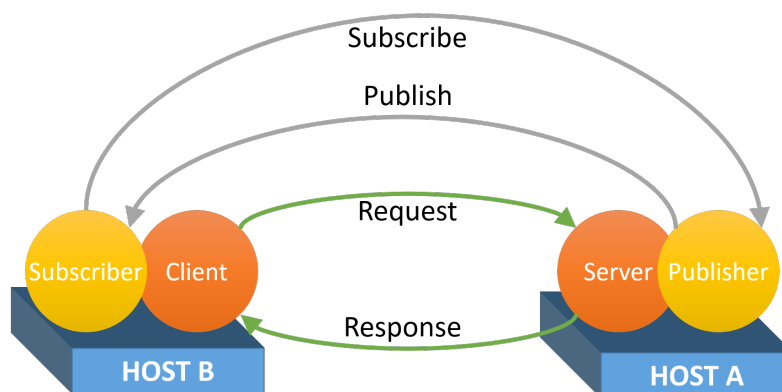 Subscribe
Publish
Request
Subscriber
Client
Server
Publisher
Response
HOST B
HOST A